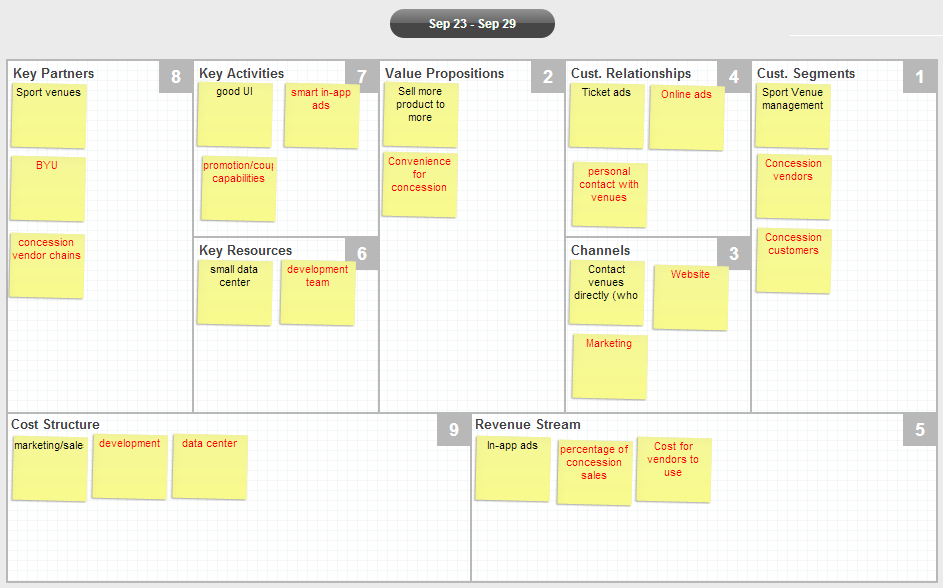 Sep 23 - Sep 29
Key Partners
8
Sport venues
BYU
concession
vendor chains
Key Activities
7
good UI
smart in-app
ads
promotion/coup
capabilities
Key Resources
6
small data
center
development
team
Value Propositions
2
Sell more
product to
more
Convenience
for
concession
Cust. Relationships
4
Ticket ads
Online ads
personal
contact with
venues
Channels
3
Contact
venues
directly (who
Website
Marketing
Cust. Segments
1
Sport Venue
management
Concession
vendors
Concession
customers
Cost Structure
9
marketing/sale
development
data center
Revenue Stream
5
In-app ads
percentage of
concession
sales
Cost for
vendors to
use